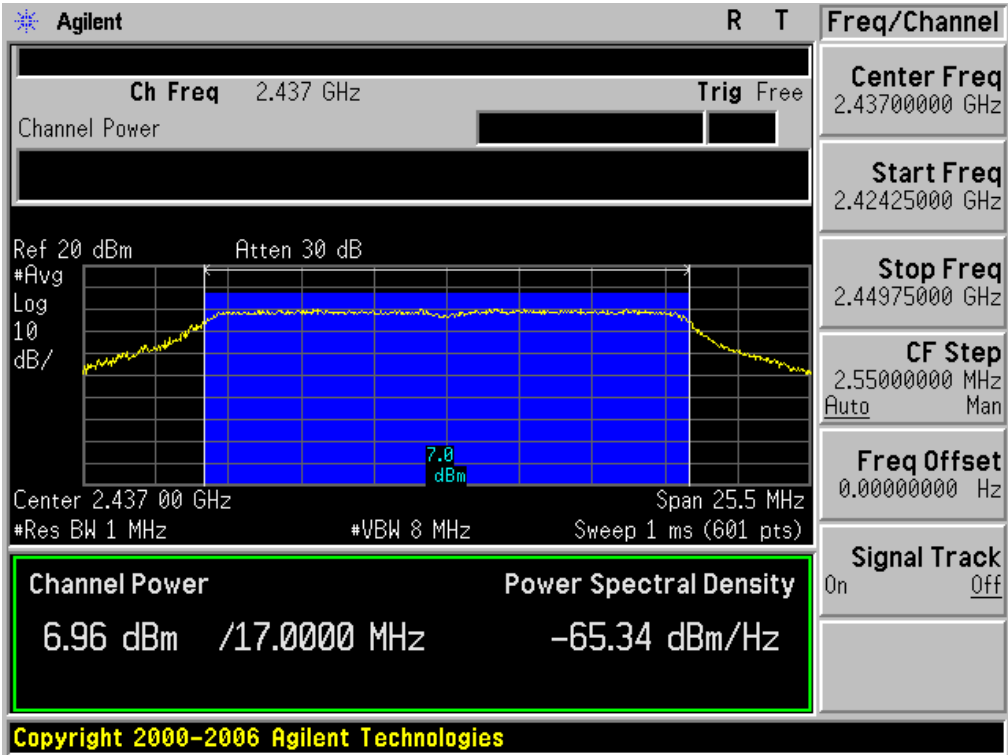 Agilent R T Freq/Channel
Ch Freq 2.437 GHz Trig Free
Channel Power
Center Freq
2.43700000 GHz
Start Freq
2.42425000 GHz
Stop Freq
2.44975000 GHz
CF Step
2.55000000 MHz
Auto Man
Freq Offset
0.00000000 Hz
Signal Track
On Off
Ref 20 dBm Atten 30 dB
#Avg
Log
10
dB/
7.0
dBm
Center 2.437 00 GHz Span 25.5 MHz
#Res BW 1 MHz #VBW 8 MHz Sweep 1 ms (601 pts)
Channel Power Power Spectral Density
6.96 dBm /17.0000 MHz -65.34 dBm/Hz
Copyright 2000-2006 Agilent Technologies